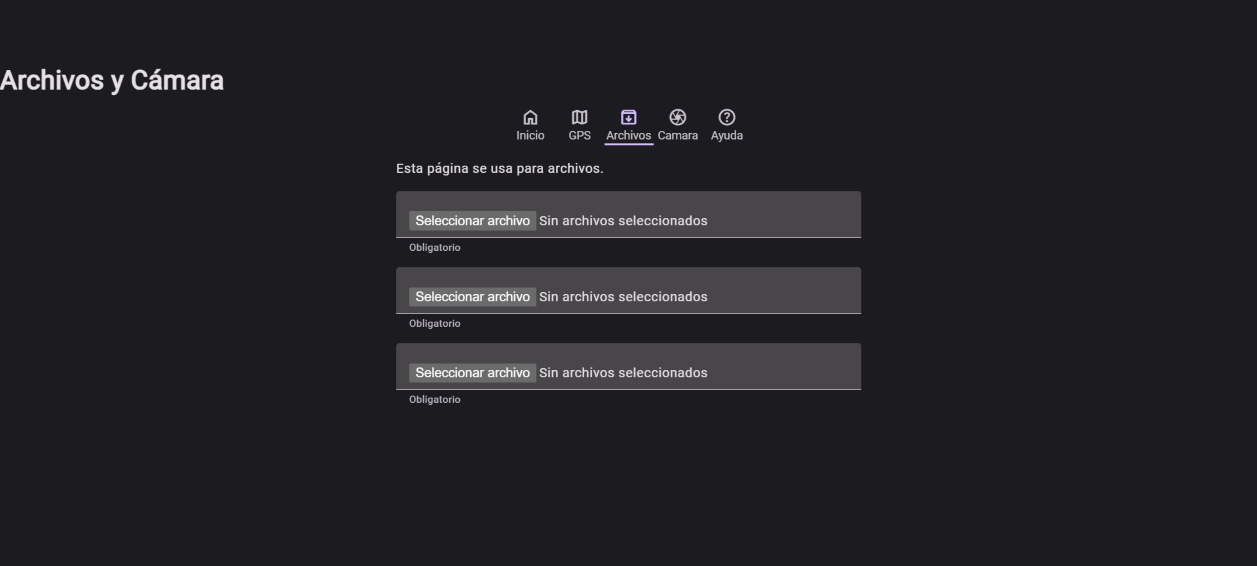 Archivos y Cámara
Inicio GPS Archivos Camara Ayuda
Esta página se usa para archivos.
Seleccionar archivo Sin archivos seleccionados
Obligatorio
Seleccionar archivo Sin archivos seleccionados
Obligatorio
Seleccionar archivo Sin archivos seleccionados
Obligatorio